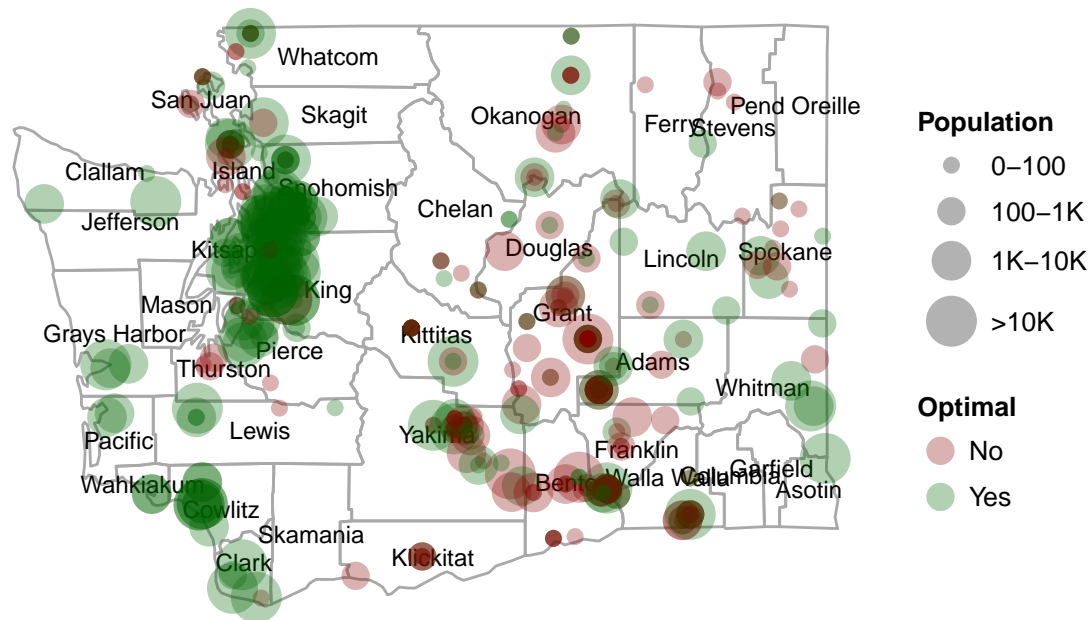 Whatcom
San Juan
Skagit
Okanogan
Pend Oreille
Ferry
Stevens
Clallam
Island
Snohomish
Chelan
Jefferson
Kitsap
Douglas
Lincoln
Spokane
King
Mason
Grant
Grays Harbor
Kittitas
Pierce
Thurston
Adams
Whitman
Lewis
Yakima
Pacific
Franklin
Garfield
Columbia
Walla Walla
Benton
Asotin
Wahkiakum
Cowlitz
Skamania
Clark
Klickitat
Population
0–100
100–1K
1K–10K
>10K
Optimal
No
Yes